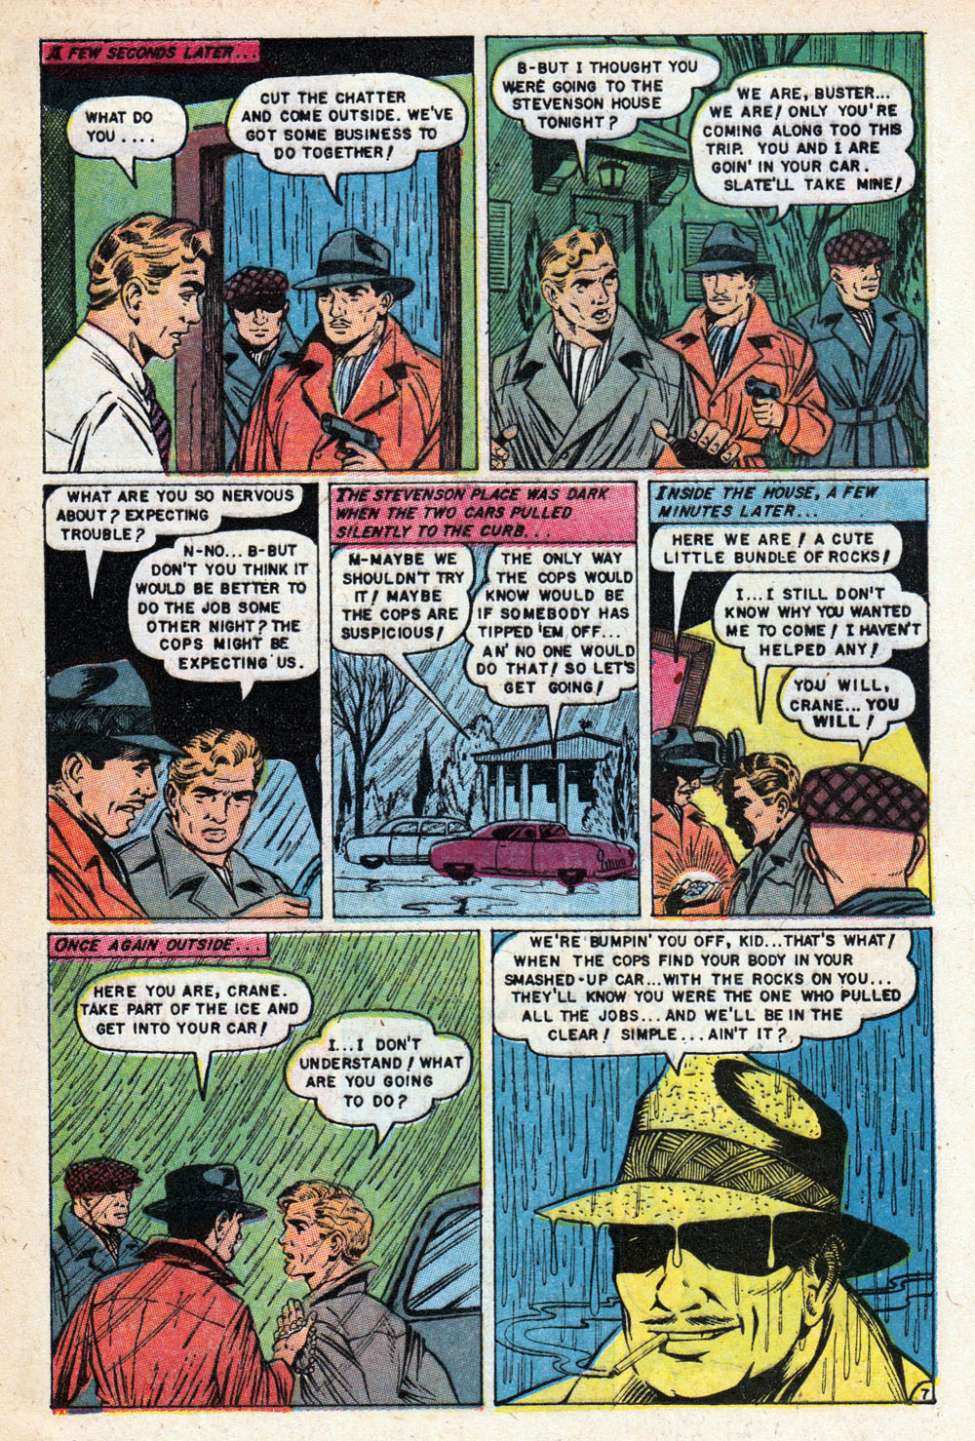 A FEW SECONDS LATER...
WHAT DO
YOU ....
CUT THE CHATTER
AND COME OUTSIDE. WE'VE
GOT SOME BUSINESS TO
DO TOGETHER!
B-BUT I THOUGHT YOU
WERE GOING TO THE
STEVENSON HOUSE
TONIGHT?
WE ARE, BUSTER...
WE ARE! ONLY YOU'RE
COMING ALONG TOO THIS
TRIP. YOU AND I ARE
GOIN' IN YOUR CAR.
SLATE'LL TAKE MINE!
WHAT ARE YOU SO NERVOUS
ABOUT? EXPECTING
TROUBLE?
N-NO... B-BUT
DON'T YOU THINK IT
WOULD BE BETTER TO
DO THE JOB SOME
OTHER NIGHT? THE
COPS MIGHT BE
EXPECTING US.
THE STEVENSON PLACE WAS DARK
WHEN THE TWO CARS PULLED
SILENTLY TO THE CURB...
M-MAYBE WE
SHOULDN'T TRY
IT! MAYBE
THE COPS ARE
SUSPICIOUS!
THE ONLY WAY
THE COPS WOULD
KNOW WOULD BE
IF SOMEBODY HAS
TIPPED 'EM OFF...
AN' NO ONE WOULD
DO THAT! SO LET'S
GET GOING!
INSIDE THE HOUSE, A FEW
MINUTES LATER...
HERE WE ARE! A CUTE
LITTLE BUNDLE OF ROCKS!
I...I STILL DON'T
KNOW WHY YOU WANTED
ME TO COME! I HAVEN'T
HELPED ANY!
YOU WILL,
CRANE... YOU
WILL!
ONCE AGAIN OUTSIDE...
HERE YOU ARE, CRANE.
TAKE PART OF THE ICE AND
GET INTO YOUR CAR!
I...I DON'T
UNDERSTAND! WHAT
ARE YOU GOING
TO DO?
WE'RE BUMPIN' YOU OFF, KID...THAT'S WHAT!
WHEN THE COPS FIND YOUR BODY IN YOUR
SMASHED-UP CAR...WITH THE ROCKS ON YOU...
THEY'LL KNOW YOU WERE THE ONE WHO PULLED
ALL THE JOBS...AND WE'LL BE IN THE
CLEAR! SIMPLE...AIN'T IT?
7